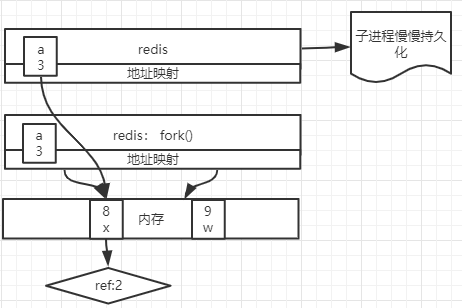 a
3
redis
地址映射
子进程慢慢持久
化
a
3
redis： fork()
地址映射
8
x
内存
9
w
ref:2